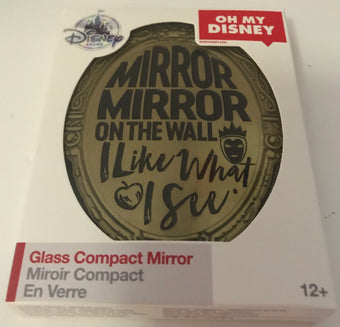 Disney
STORE
OH MY
DISNEY
MIRROR
MIRROR
ON THE WALL
I Like What
I See
Glass Compact Mirror
Miroir Compact
En Verre
12+